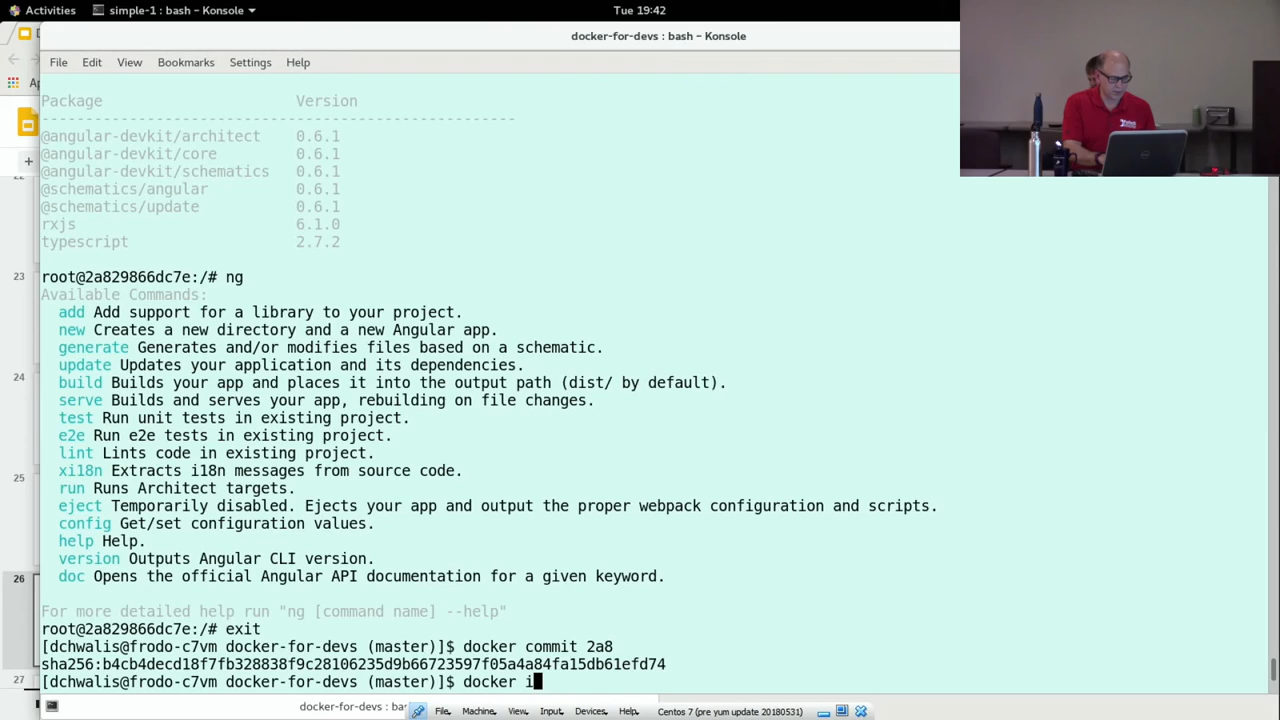 Activities simple-1 : bash – Konsole Tue 19:42
docker-for-devs : bash – Konsole
File Edit View Bookmarks Settings Help
Package Version
------------------------------------------------------
@angular-devkit/architect 0.6.1
@angular-devkit/core 0.6.1
@angular-devkit/schematics 0.6.1
@schematics/angular 0.6.1
@schematics/update 0.6.1
rxjs 6.1.0
typescript 2.7.2
23
root@2a829866dc7e:/# ng
Available Commands:
add Add support for a library to your project.
new Creates a new directory and a new Angular app.
generate Generates and/or modifies files based on a schematic.
update Updates your application and its dependencies.
24
build Builds your app and places it into the output path (dist/ by default).
serve Builds and serves your app, rebuilding on file changes.
test Run unit tests in existing project.
e2e Run e2e tests in existing project.
lint Lints code in existing project.
xi18n Extracts i18n messages from source code.
25
run Runs Architect targets.
eject Temporarily disabled. Ejects your app and output the proper webpack configuration and scripts.
config Get/set configuration values.
help Help.
version Outputs Angular CLI version.
26
doc Opens the official Angular API documentation for a given keyword.
For more detailed help run "ng [command name] --help"
root@2a829866dc7e:/# exit
[dchwalis@frodo-c7vm docker-for-devs (master)]$ docker commit 2a8
sha256:b4cb4decd18f7fb328838f9c28106235d9b66723597f05a4a84fa15db61efd74
27
[dchwalis@frodo-c7vm docker-for-devs (master)]$ docker i
docker-for-devs : ba File Machine View Input Devices Help Centos 7 (pre yum update 20180531)